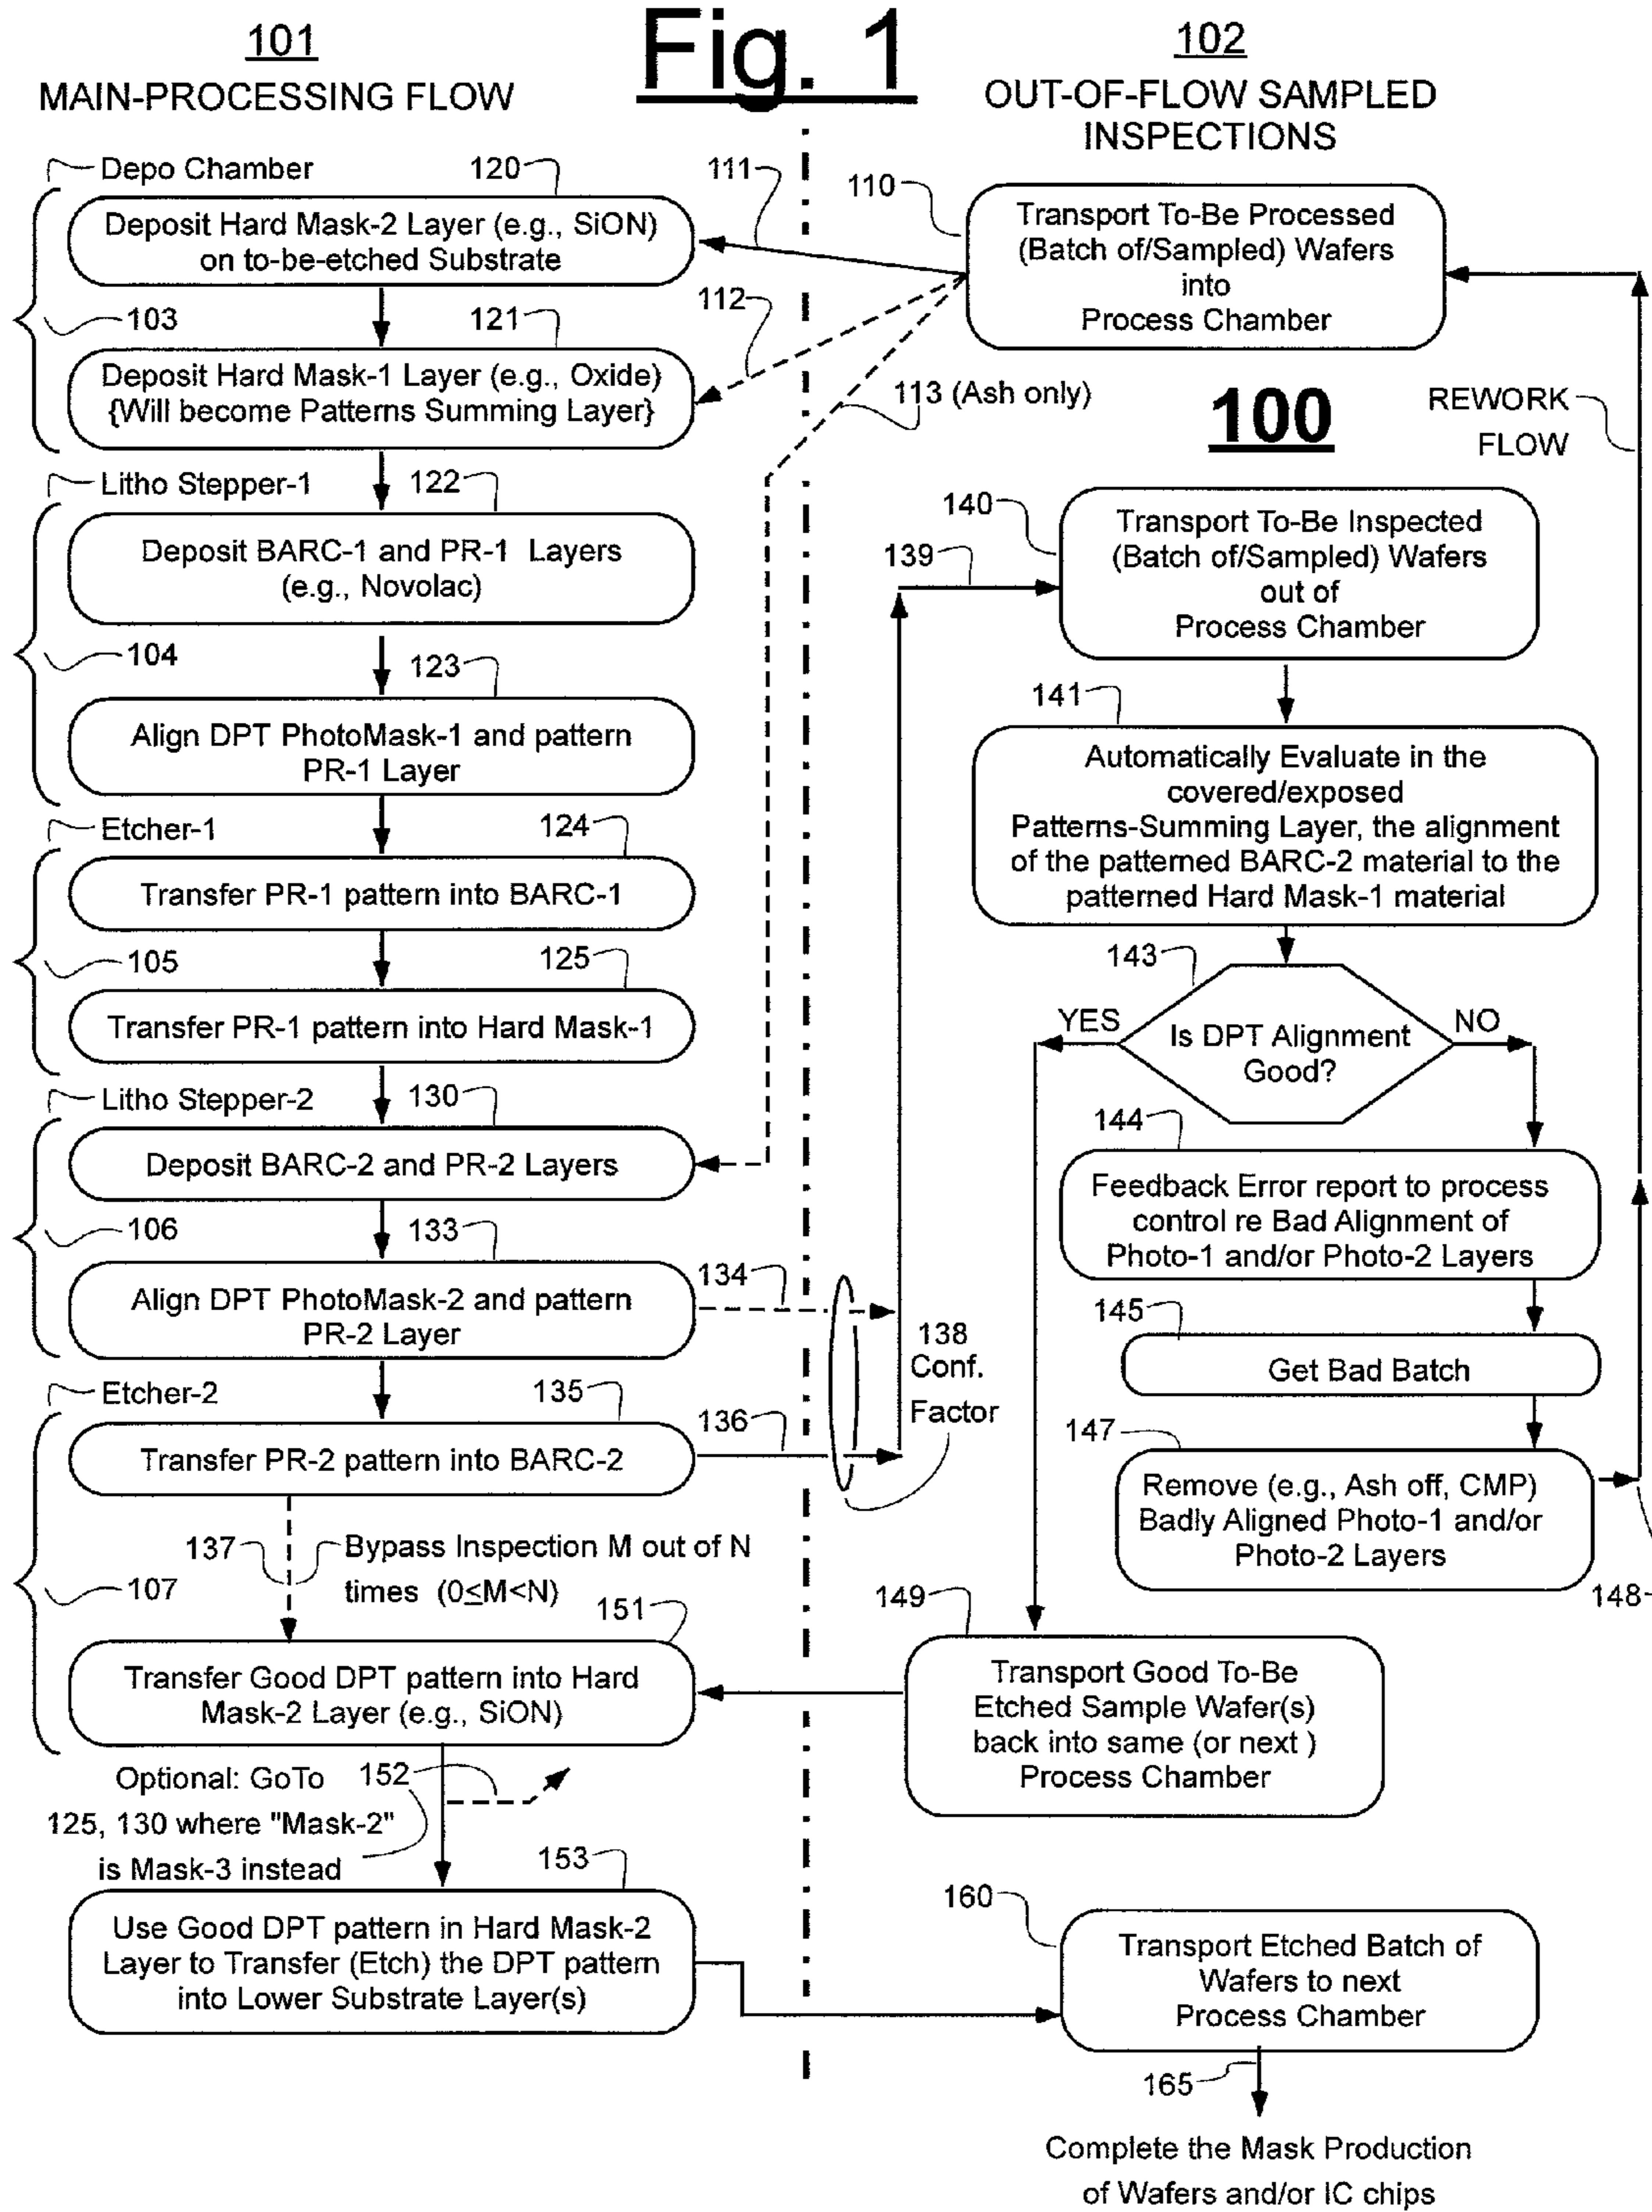 Fig. 1
101
MAIN-PROCESSING FLOW
102
OUT-OF-FLOW SAMPLED
INSPECTIONS
Depo Chamber
120
Deposit Hard Mask-2 Layer (e.g., SiON)
on to-be-etched Substrate
103
121
Deposit Hard Mask-1 Layer (e.g., Oxide)
{Will become Patterns Summing Layer}
Litho Stepper-1
122
Deposit BARC-1 and PR-1 Layers
(e.g., Novolac)
104
123
Align DPT PhotoMask-1 and pattern
PR-1 Layer
Etcher-1
124
Transfer PR-1 pattern into BARC-1
105
125
Transfer PR-1 pattern into Hard Mask-1
Litho Stepper-2
130
Deposit BARC-2 and PR-2 Layers
106
133
Align DPT PhotoMask-2 and pattern
PR-2 Layer
134
Etcher-2
135
Transfer PR-2 pattern into BARC-2
136
137
Bypass Inspection M out of N
times (0≤M<N)
107
151
Transfer Good DPT pattern into Hard
Mask-2 Layer (e.g., SiON)
Optional: GoTo
152
125, 130 where "Mask-2"
is Mask-3 instead
153
Use Good DPT pattern in Hard Mask-2
Layer to Transfer (Etch) the DPT pattern
into Lower Substrate Layer(s)
111
112
113 (Ash only)
110
Transport To-Be Processed
(Batch of/Sampled) Wafers
into
Process Chamber
100
REWORK
FLOW
139
140
Transport To-Be Inspected
(Batch of/Sampled) Wafers
out of
Process Chamber
141
Automatically Evaluate in the
covered/exposed
Patterns-Summing Layer, the alignment
of the patterned BARC-2 material to the
patterned Hard Mask-1 material
143
YES
Is DPT Alignment
Good?
NO
144
Feedback Error report to process
control re Bad Alignment of
Photo-1 and/or Photo-2 Layers
138
Conf.
Factor
145
Get Bad Batch
147
Remove (e.g., Ash off, CMP)
Badly Aligned Photo-1 and/or
Photo-2 Layers
148
149
Transport Good To-Be
Etched Sample Wafer(s)
back into same (or next )
Process Chamber
160
Transport Etched Batch of
Wafers to next
Process Chamber
165
Complete the Mask Production
of Wafers and/or IC chips